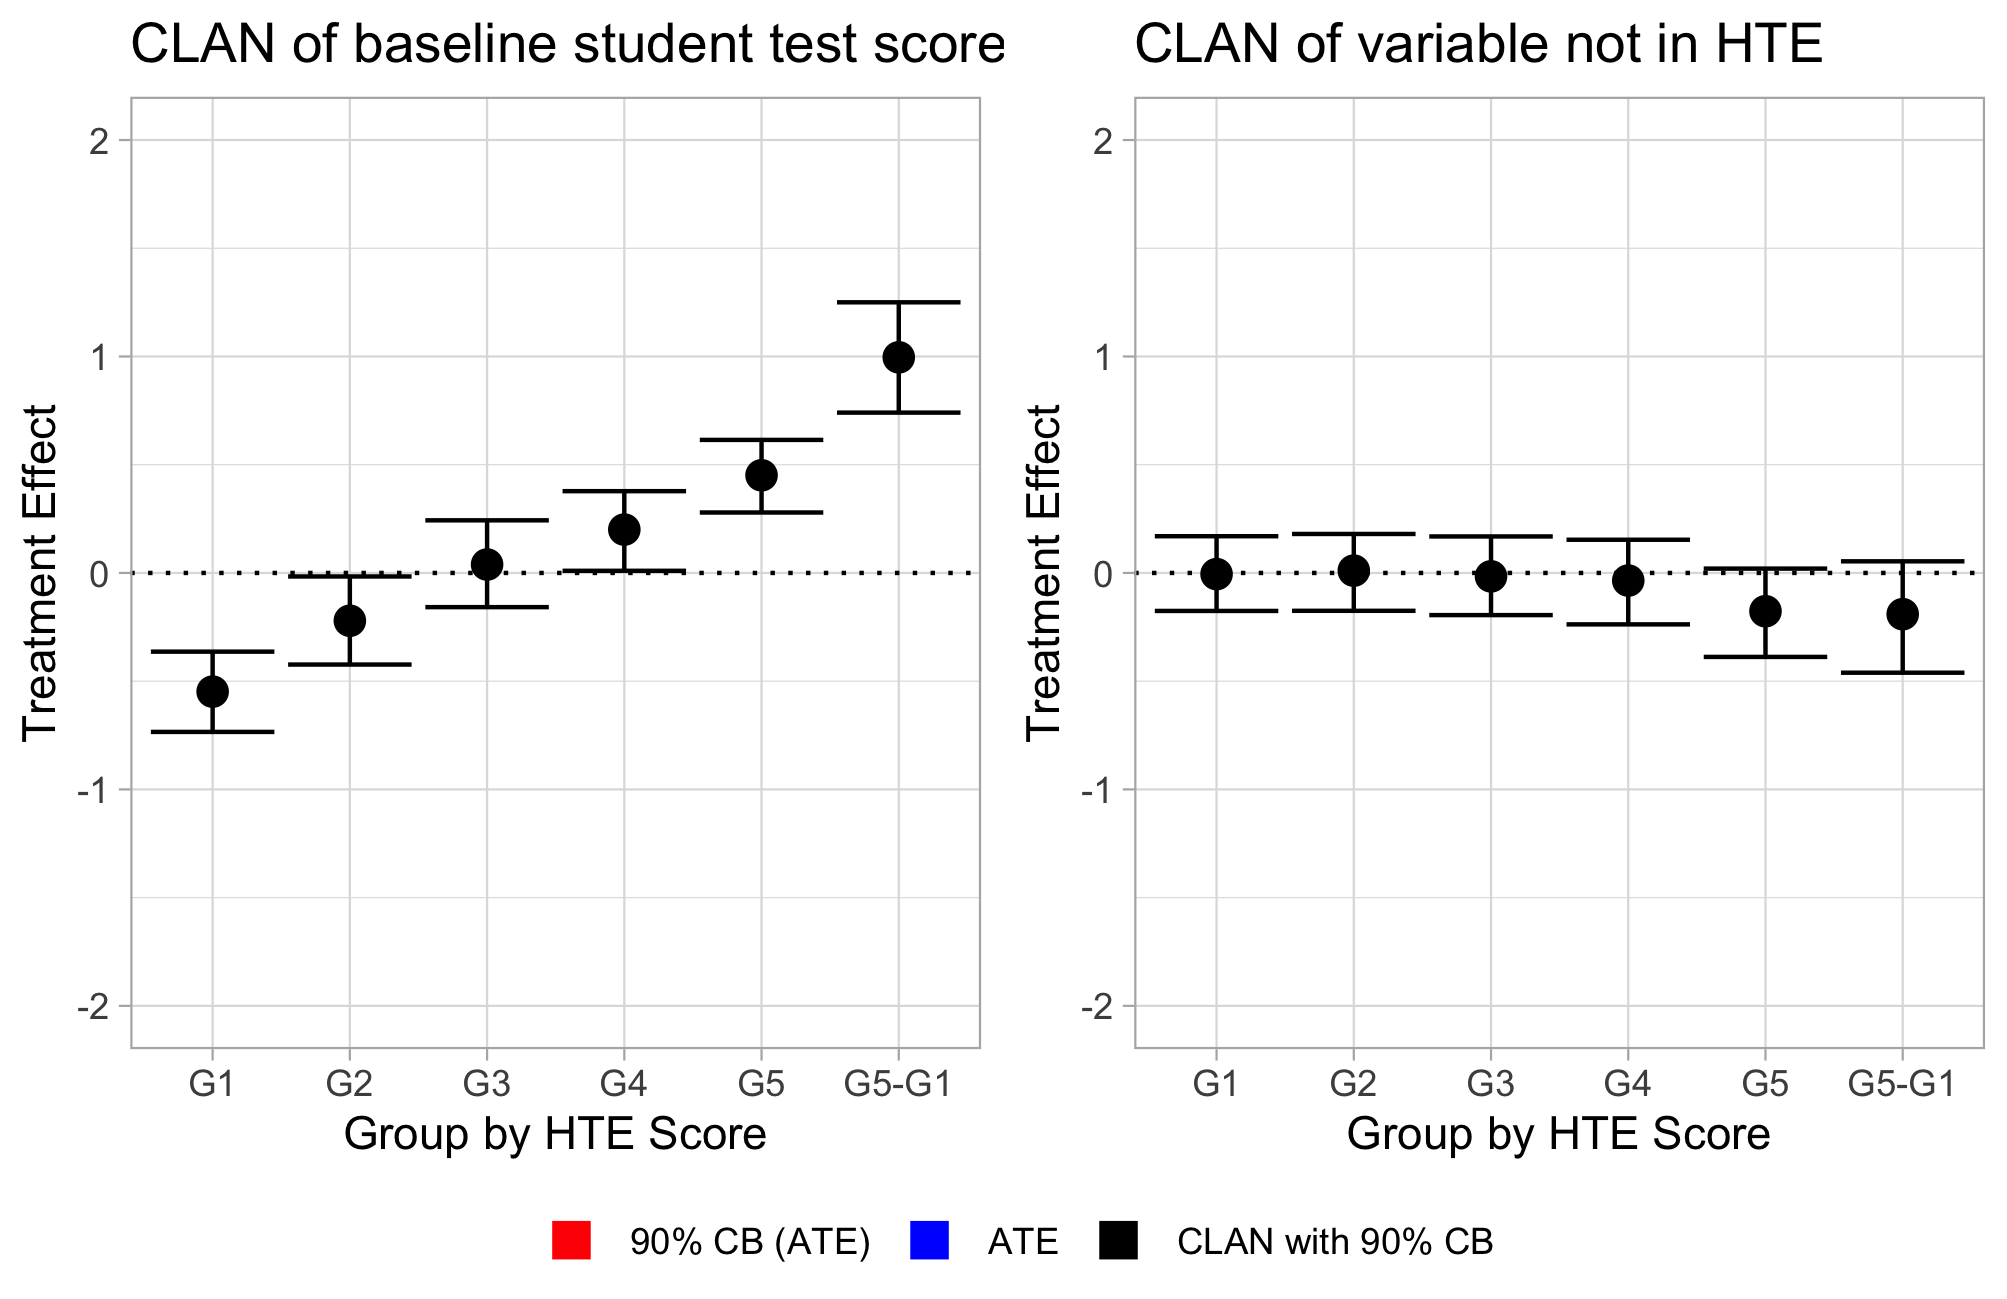 CLAN of baseline student test score
Treatment Effect
2
1
0
-1
-2
G1 G2 G3 G4 G5 G5-G1
Group by HTE Score
CLAN of variable not in HTE
Treatment Effect
2
1
0
-1
-2
G1 G2 G3 G4 G5 G5-G1
Group by HTE Score
90% CB (ATE) ATE CLAN with 90% CB